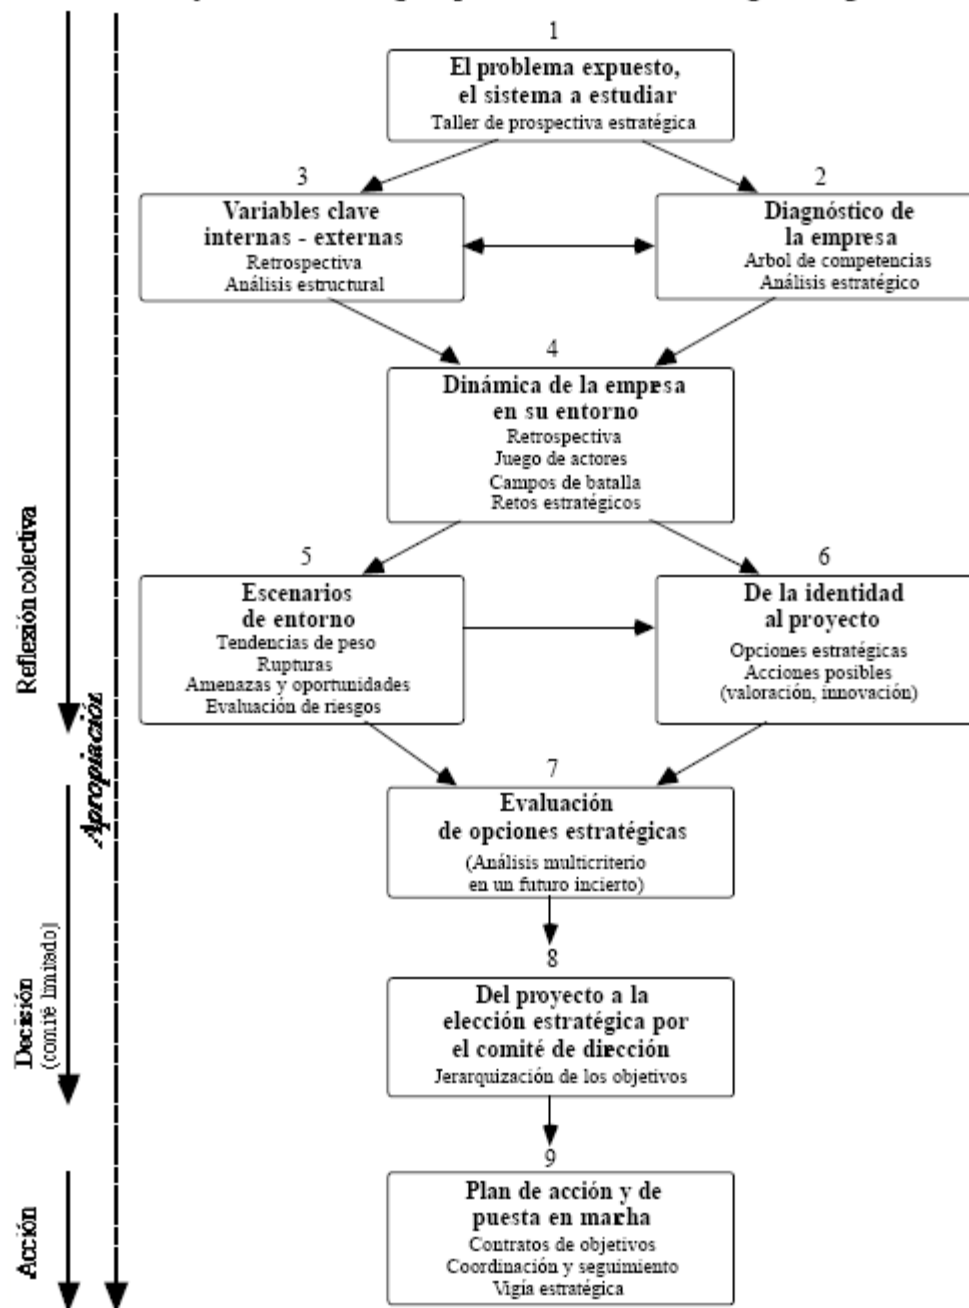 1
El problema expuesto,
el sistema a estudiar
Taller de prospectiva estratégica
3
Variables clave
internas - externas
Retrospectiva
Análisis estructural
2
Diagnóstico de
la empresa
Arbol de competencias
Análisis estratégico
4
Dinámica de la empresa
en su entorno
Retrospectiva
Juego de actores
Campos de batalla
Retos estratégicos
5
Escenarios
de entorno
Tendencias de peso
Rupturas
Amenazas y oportunidades
Evaluación de riesgos
6
De la identidad
al proyecto
Opciones estratégicas
Acciones posibles
(valoración, innovación)
7
Evaluación
de opciones estratégicas
(Análisis multicriterio
en un futuro incierto)
8
Del proyecto a la
elección estratégica por
el comité de dirección
Jerarquización de los objetivos
9
Plan de acción y de
puesta en marcha
Contratos de objetivos
Coordinación y seguimiento
Vigía estratégica
Reflexión colectiva
Apropiación
Decisión
(comité limitado)
Acción